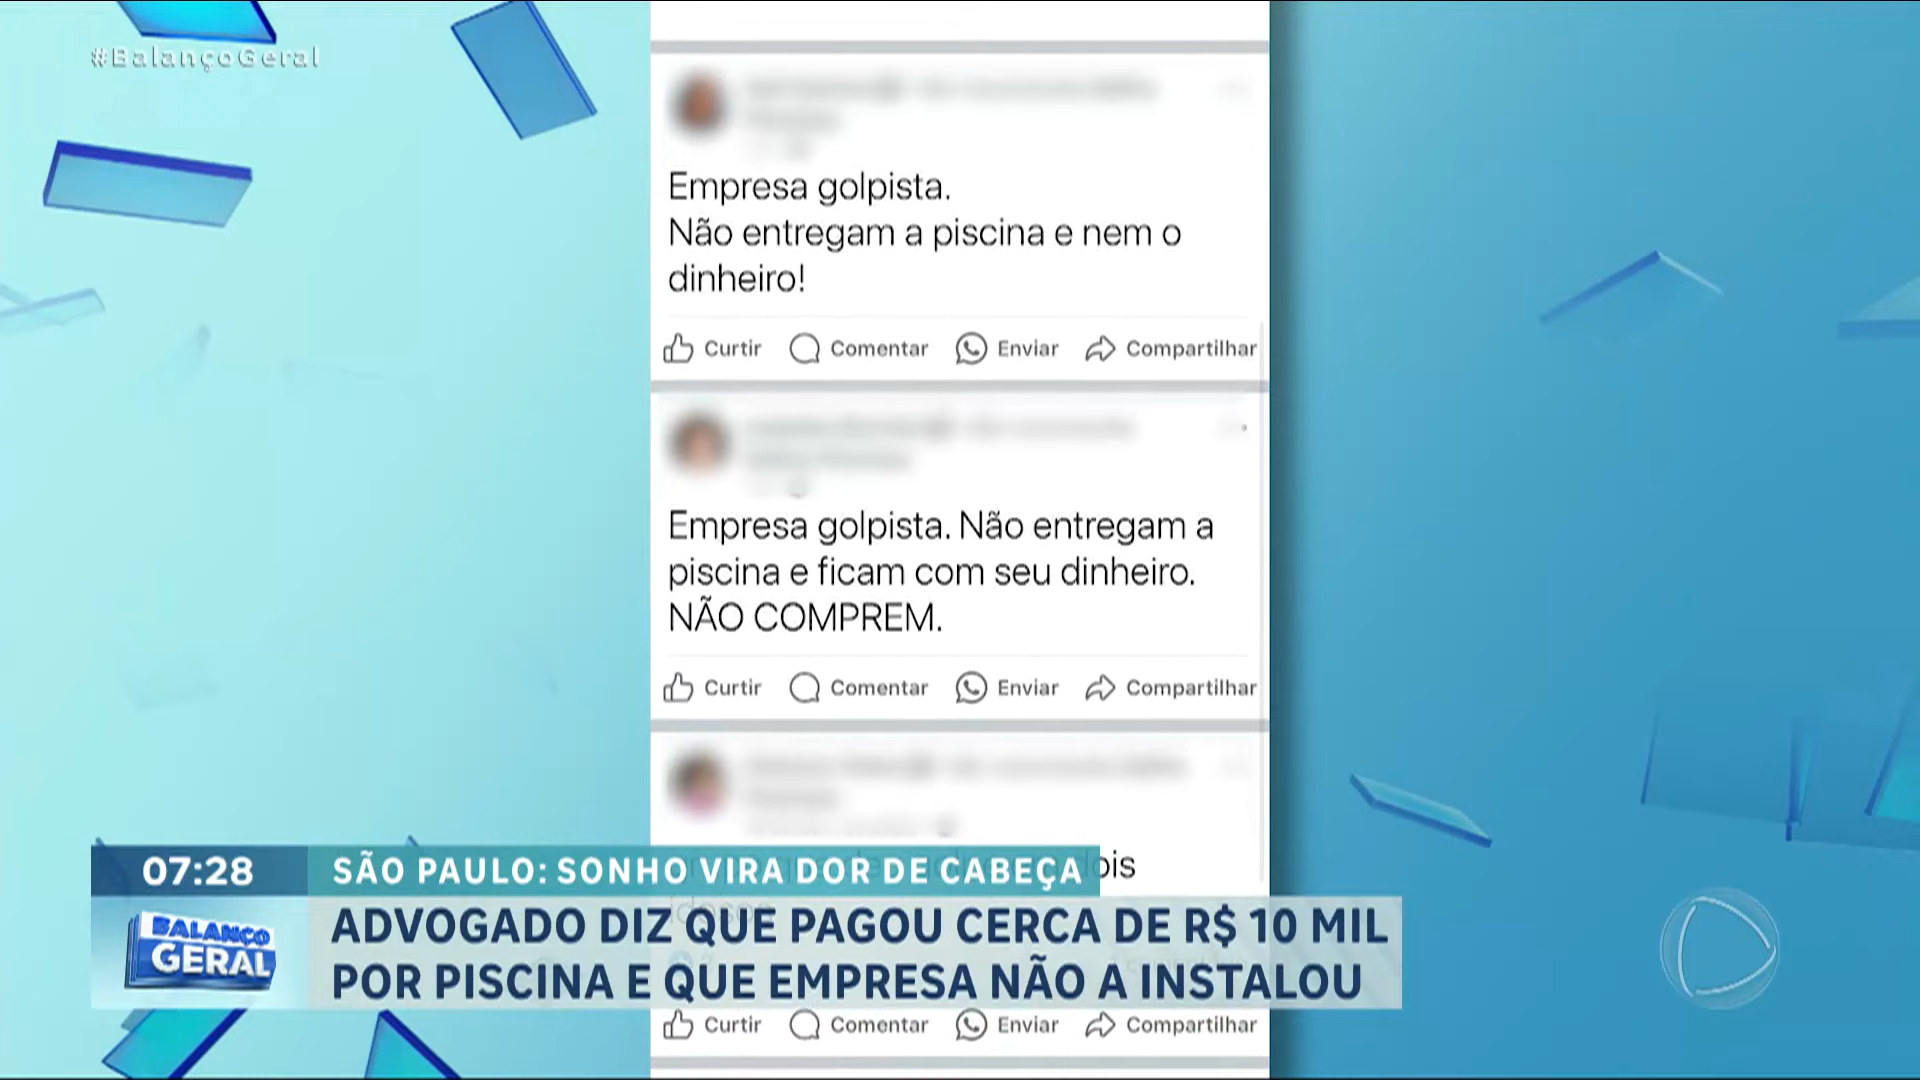 #BalançoGeral
Empresa golpista.
Não entregam a piscina e nem o
dinheiro!
Curtir Comentar Enviar Compartilhar
Empresa golpista. Não entregam a
piscina e ficam com seu dinheiro.
NÃO COMPREM.
Curtir Comentar Enviar Compartilhar
dois
07:28 SÃO PAULO: SONHO VIRA DOR DE CABEÇA
BALANÇO
GERAL
ADVOGADO DIZ QUE PAGOU CERCA DE R$ 10 MIL
POR PISCINA E QUE EMPRESA NÃO A INSTALOU
Curtir Comentar Enviar Compartilhar